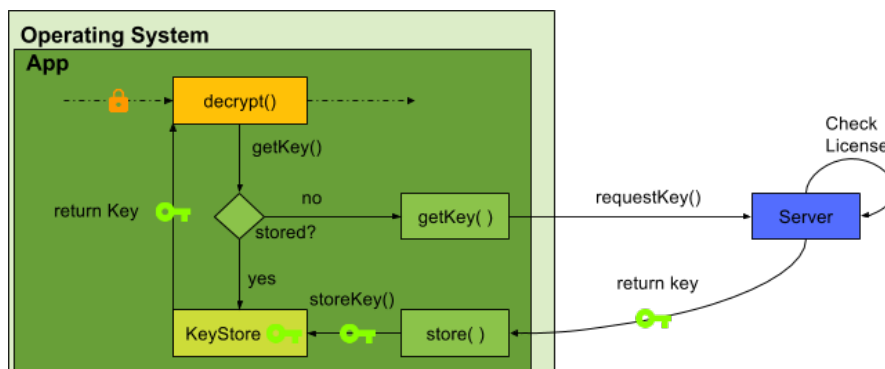 Operating System
App
decrypt()
getKey()
Check
License
return Key
no
requestKey()
getKey( )
Server
stored?
yes
return key
storeKey()
KeyStore
store( )